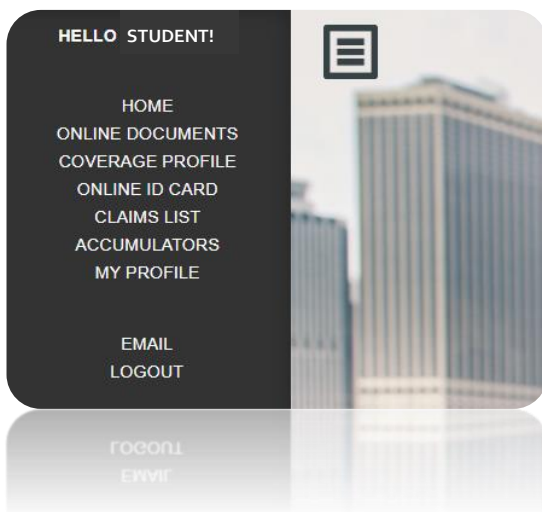 HELLO STUDENT!
HOME
ONLINE DOCUMENTS
COVERAGE PROFILE
ONLINE ID CARD
CLAIMS LIST
ACCUMULATORS
MY PROFILE
EMAIL
LOGOUT